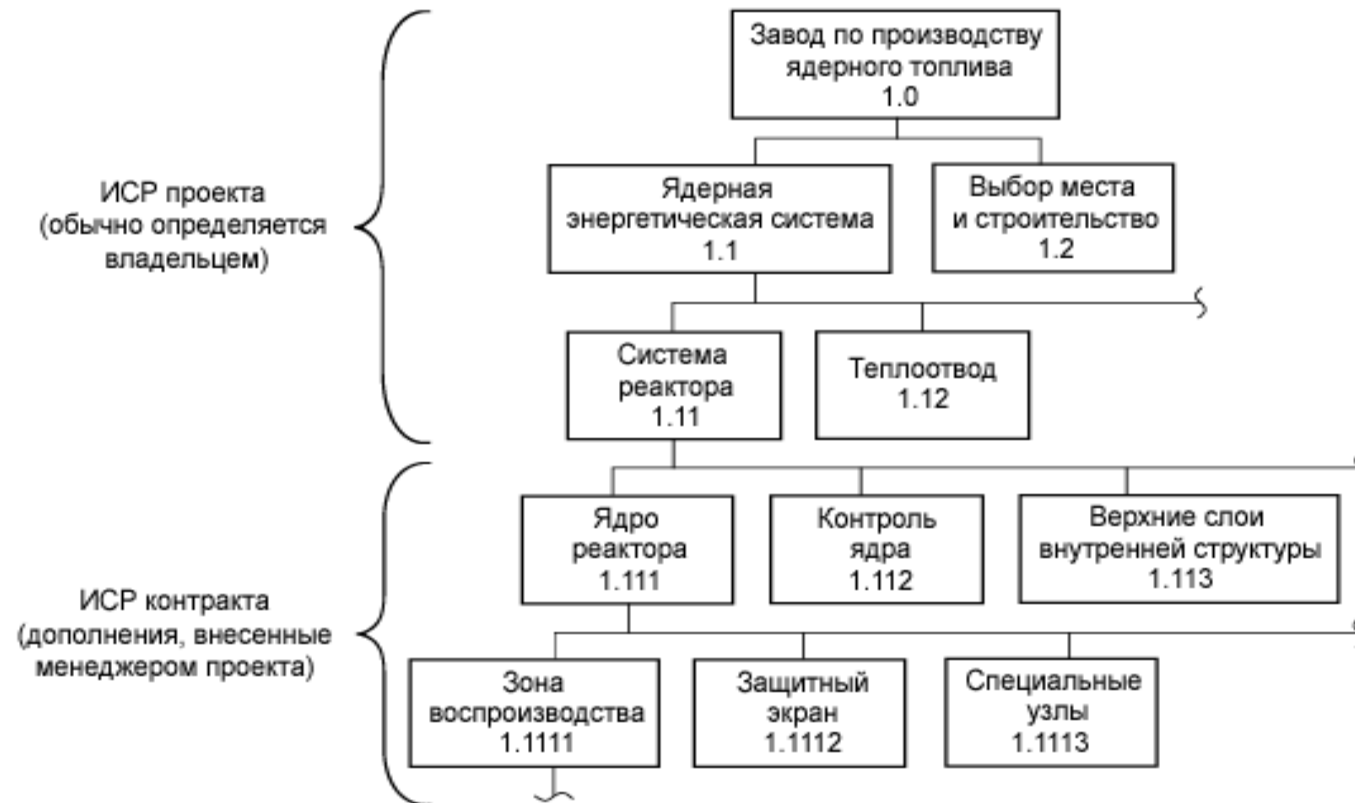 Завод по производству
ядерного топлива
1.0
ИСР проекта
(обычно определяется
владельцем)
Ядерная
энергетическая система
1.1
Выбор места
и строительство
1.2
Система
реактора
1.11
Теплоотвод
1.12
ИСР контракта
(дополнения, внесенные
менеджером проекта)
Ядро
реактора
1.111
Контроль
ядра
1.112
Верхние слои
внутренней структуры
1.113
Зона
воспроизводства
1.1111
Защитный
экран
1.1112
Специальные
узлы
1.1113